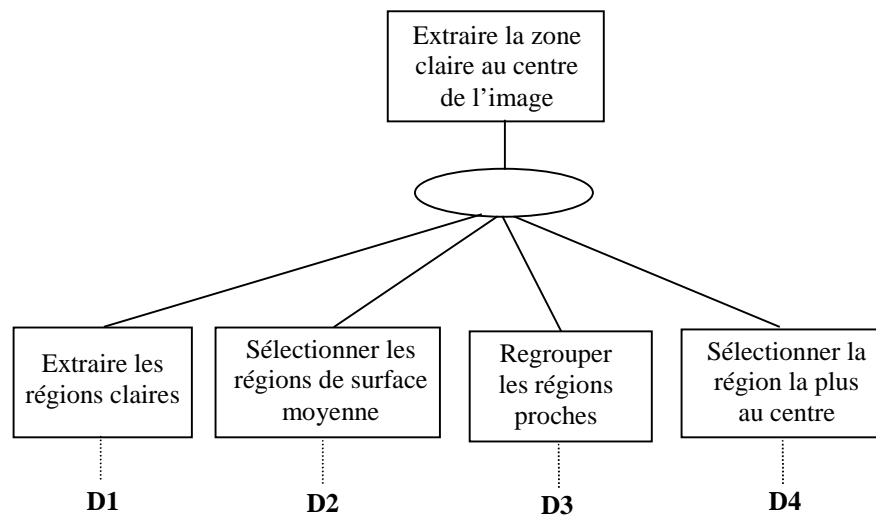 Extraire la zone
claire au centre
de l’image
Extraire les
régions claires
Sélectionner les
régions de surface
moyenne
Regrouper
les régions
proches
Sélectionner la
région la plus
au centre
D1
D2
D3
D4